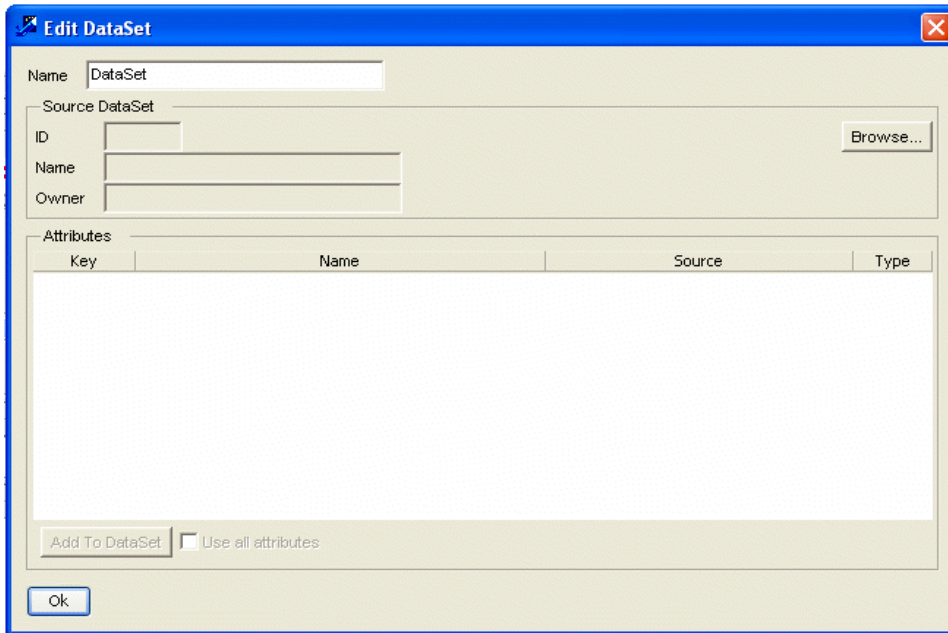 Edit DataSet
Name DataSet
Source DataSet
ID
Browse...
Name
Owner
Attributes
Key Name Source Type
Add To DataSet Use all attributes
Ok